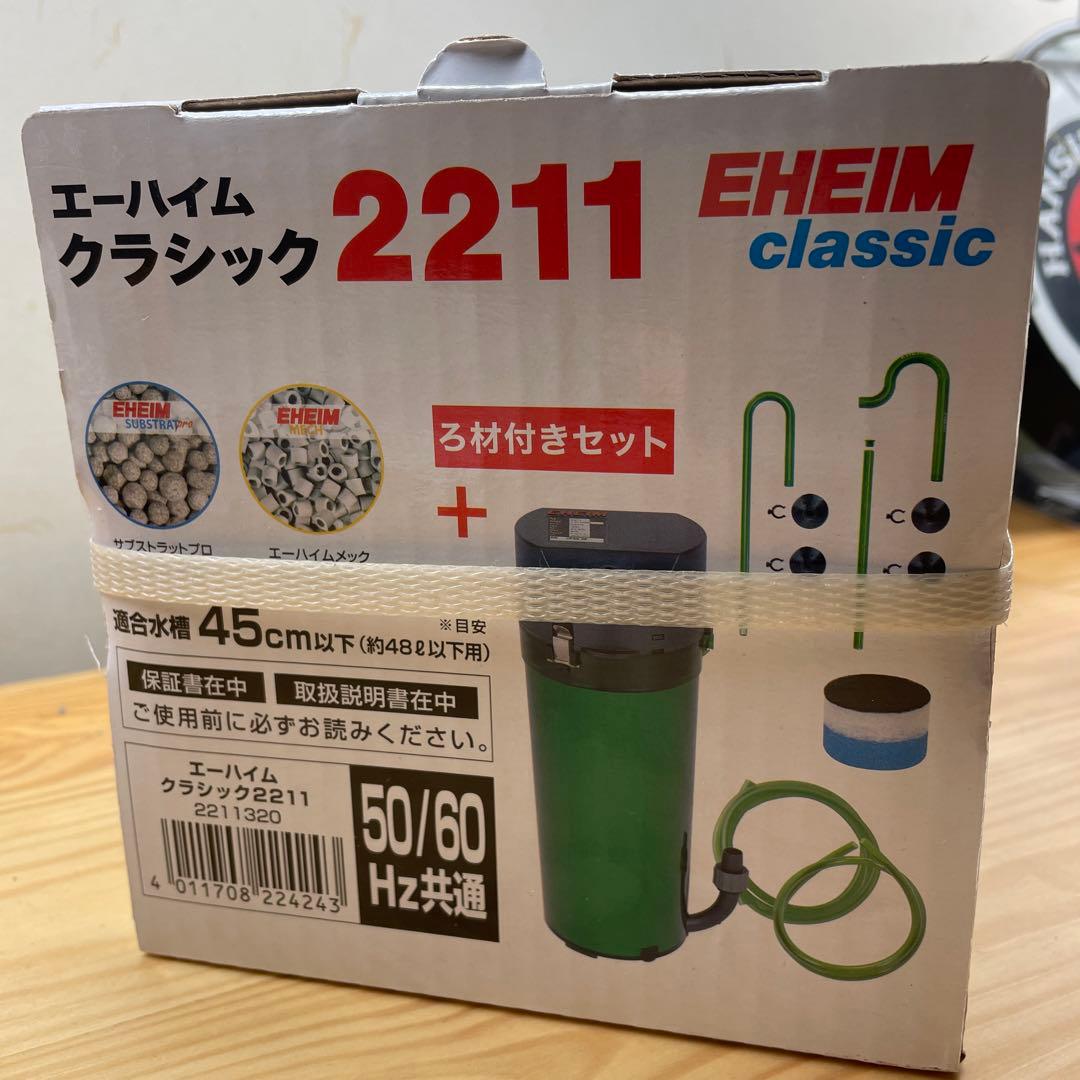 エーハイム
クラシック 2211
EHEIM
classic
EHEIM
SUBSTRATpro
EHEIM
MECH
ろ材付きセット
+
サブストラットプロ
エーハイムメック
EHEIM
適合水槽 45cm以下(約48ℓ以下用)
※目安
保証書在中 取扱説明書在中
ご使用前に必ずお読みください。
エーハイム
クラシック2211
2211320
4 011708 224243
50/60
Hz共通